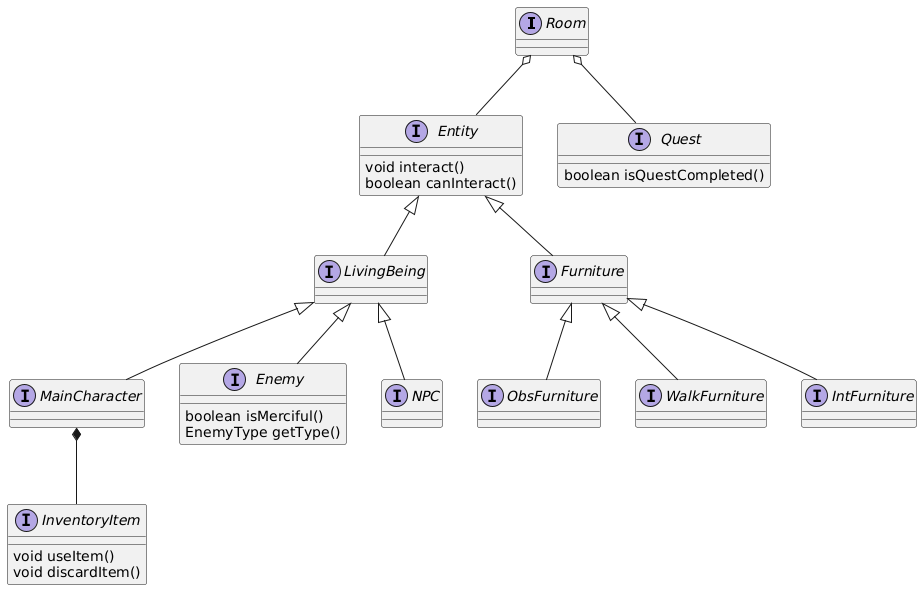 I Room
I Entity
void interact()
boolean canInteract()
I Quest
boolean isQuestCompleted()
I LivingBeing
I Furniture
I MainCharacter
I Enemy
boolean isMerciful()
EnemyType getType()
I NPC
I ObsFurniture
I WalkFurniture
I IntFurniture
I InventoryItem
void useItem()
void discardItem()